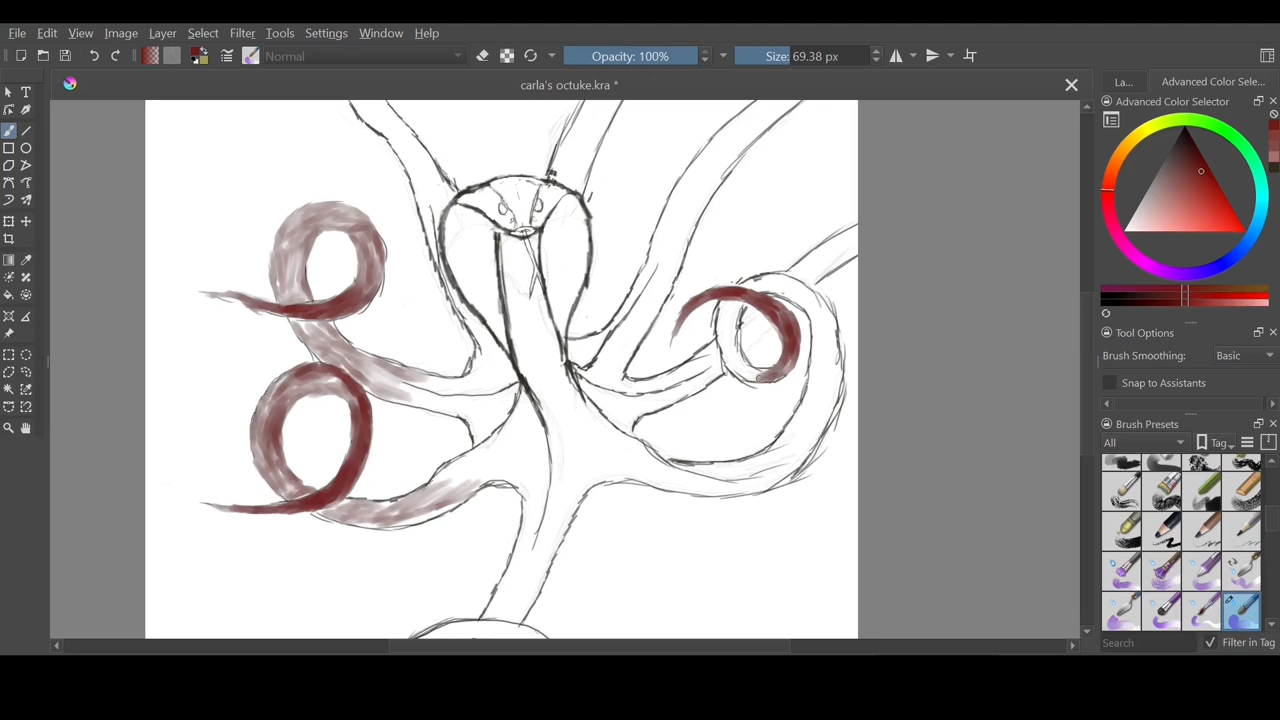 File Edit View Image Layer Select Filter Tools Settings Window Help
Normal Opacity: 100% Size: 69.38 px
carla's octuke.kra *
La... Advanced Color Sele...
Advanced Color Selector
Tool Options
Brush Smoothing: Basic
Snap to Assistants
Brush Presets
All Tag
Search Filter in Tag